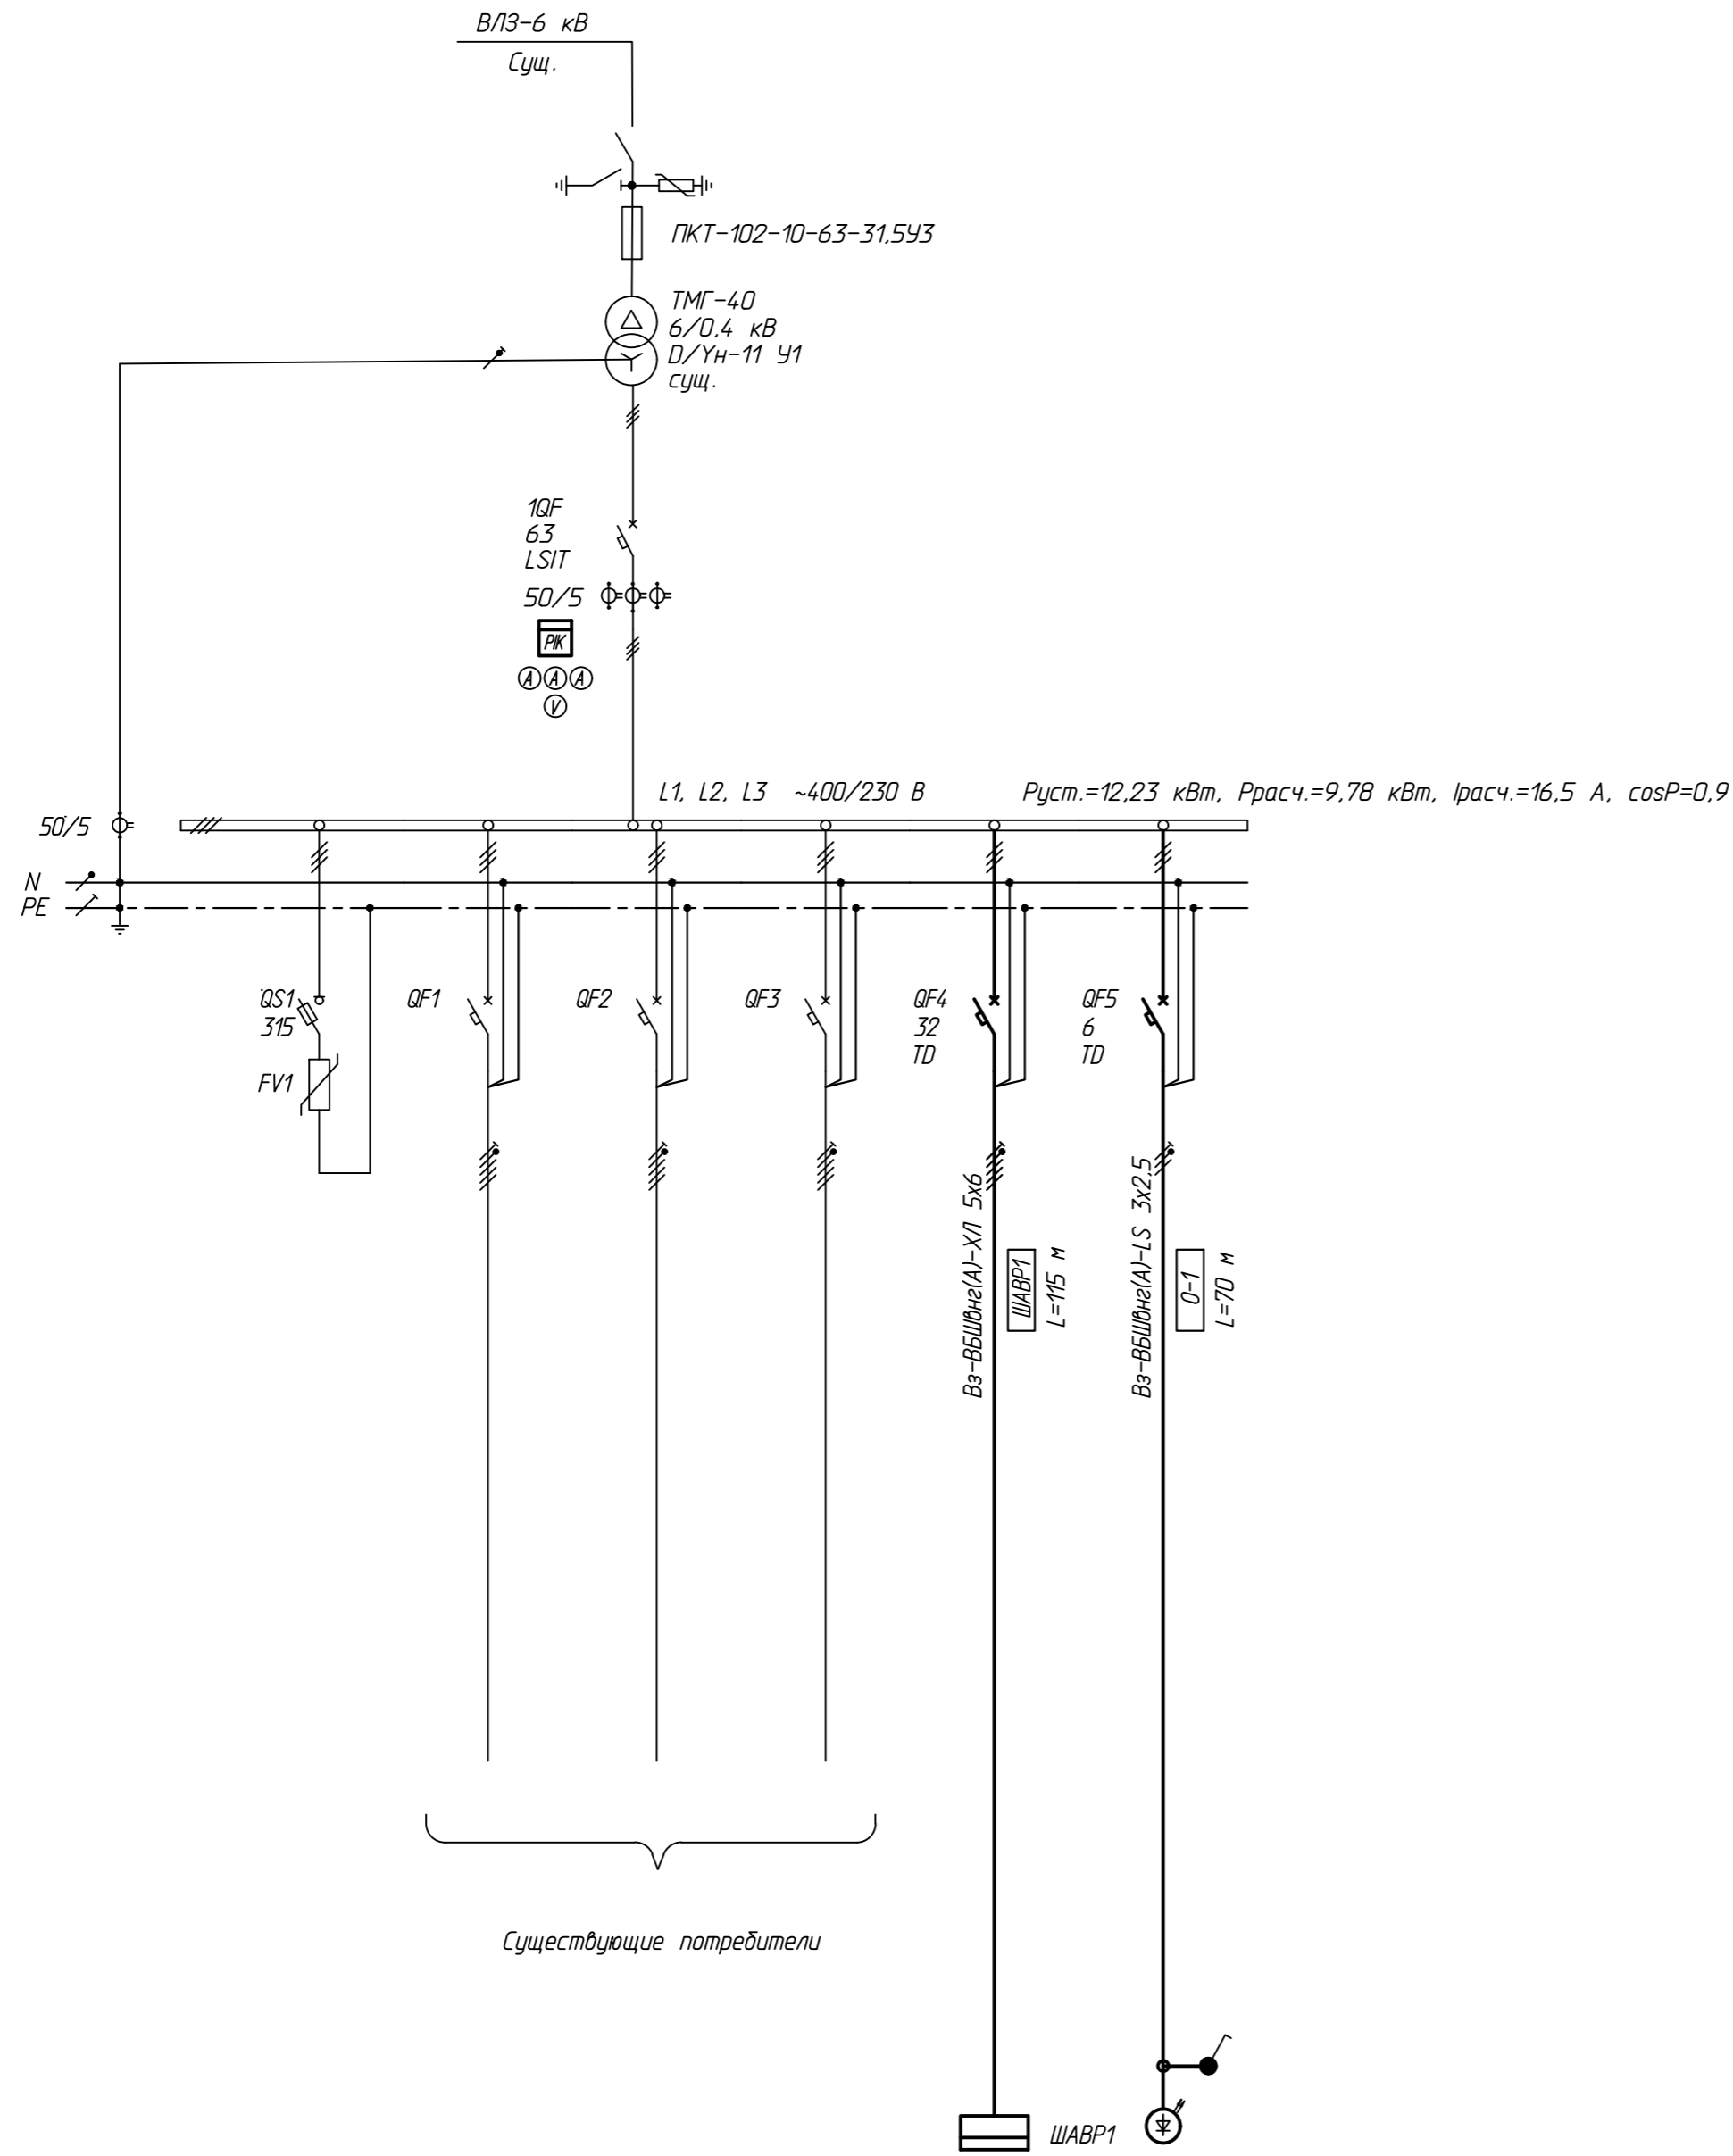 ВЛЗ-6 кВ
Сущ.
ПКТ-102-10-63-31,5У3
ТМГ-40
6/0,4 кВ
D/Yн-11 У1
сущ.
1QF
63
LSIT
50/5
PIK
A A A
V
L1, L2, L3 ~400/230 В
Pуст.=12,23 кВт, Pрасч.=9,78 кВт, Iрасч.=16,5 А, cosP=0,9
50/5
N
PE
QS1
315
FV1
QF1
QF2
QF3
QF4
32
TD
QF5
6
TD
Вз-ВБШвнг(А)-ХЛ 5х6
ШАВР1
L=115 м
Вз-ВБШвнг(А)-LS 3х2,5
О-1
L=70 м
Существующие потребители
ШАВР1